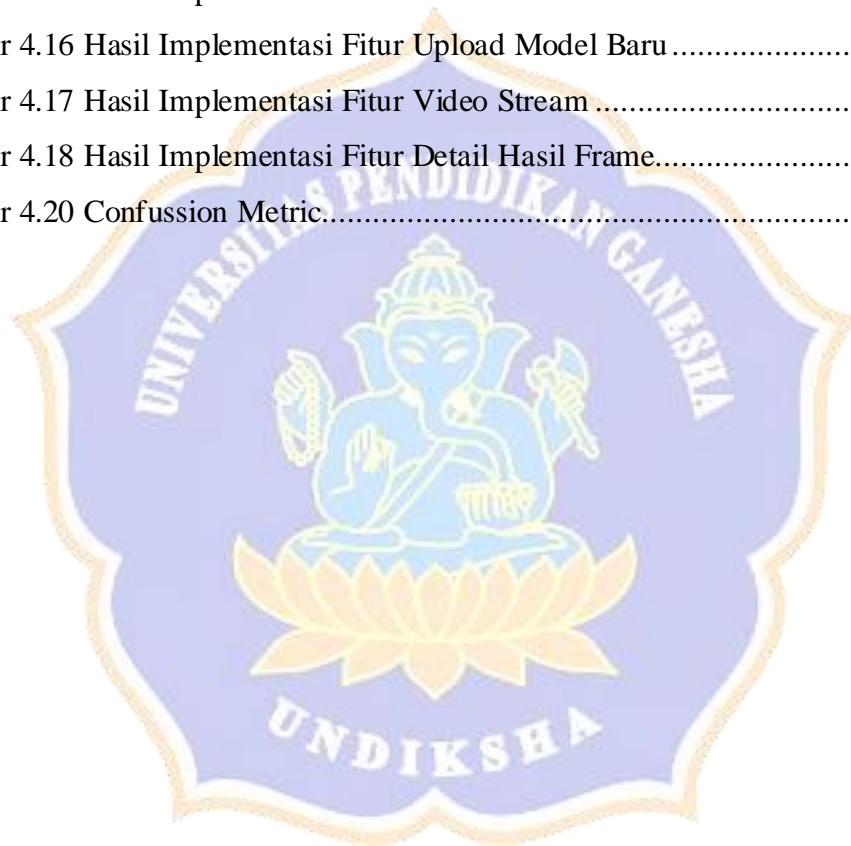 r 4.16 Hasil Implementasi Fitur Upload Model Baru.....................
r 4.17 Hasil Implementasi Fitur Video Stream..............................
r 4.18 Hasil Implementasi Fitur Detail Hasil Frame.......................
r 4.20 Confussion Metric..............................................................
UNIVERSITAS PENDIDIKAN GANESHA
UNDIKSHA